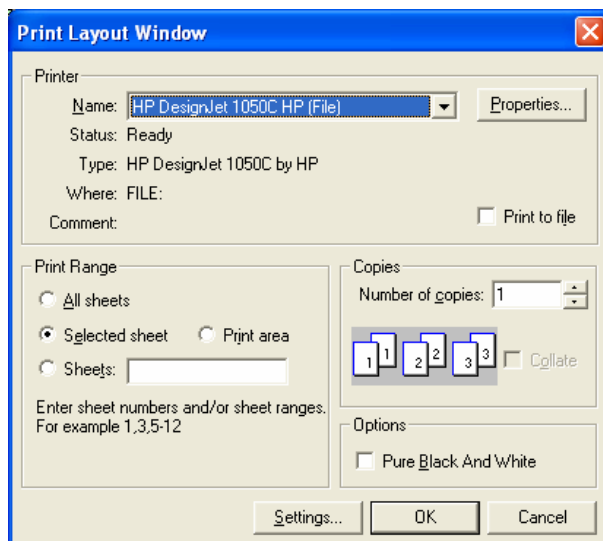 Print Layout Window
Printer
Name: HP DesignJet 1050C HP (File) Properties...
Status: Ready
Type: HP DesignJet 1050C by HP
Where: FILE:
Comment: Print to file
Print Range
All sheets
Selected sheet Print area
Sheets:
Enter sheet numbers and/or sheet ranges.
For example 1,3,5-12
Copies
Number of copies: 1
1 1 2 2 3 3 Collate
Options
Pure Black And White
Settings... OK Cancel